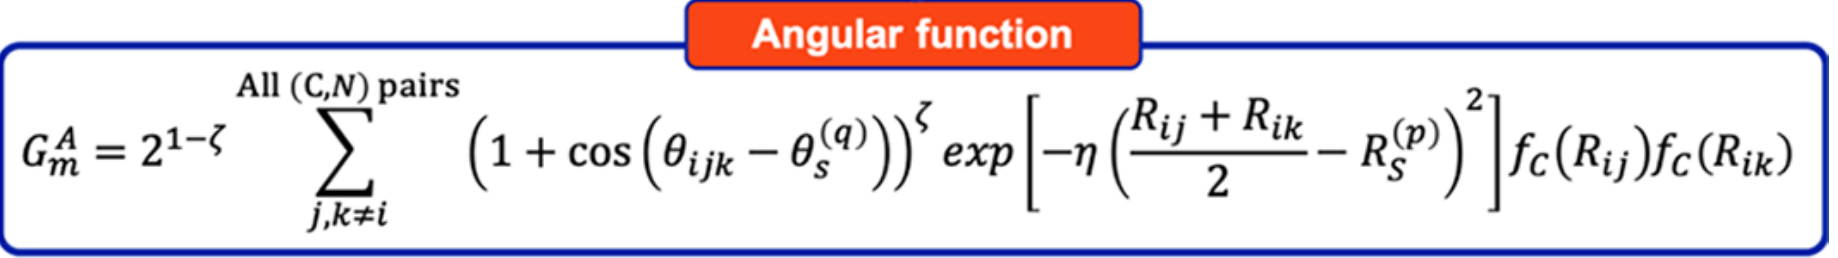 Angular function
All (C,N) pairs
G_m^A = 2^{1−ζ} \sum_{j,k≠i} (1 + cos(θ_{ijk} − θ_s^{(q)}))^ζ exp[−η((R_{ij} + R_{ik})/2 − R_S^{(p)})^2] f_C(R_{ij}) f_C(R_{ik})